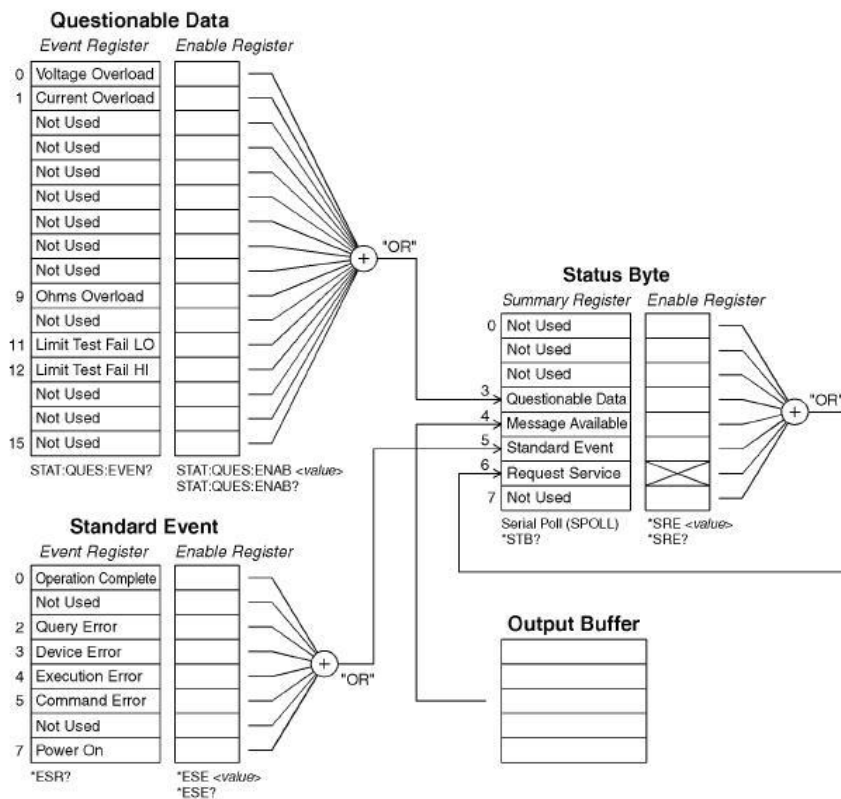 Questionable Data
Event Register Enable Register
0 Voltage Overload
1 Current Overload
Not Used
Not Used
Not Used
Not Used
Not Used
Not Used
Not Used
9 Ohms Overload
Not Used
11 Limit Test Fail LO
12 Limit Test Fail HI
Not Used
Not Used
15 Not Used
STAT:QUES:EVEN? STAT:QUES:ENAB <value>
STAT:QUES:ENAB?
+
"OR"
Status Byte
Summary Register Enable Register
0 Not Used
Not Used
Not Used
3 Questionable Data
4 Message Available
5 Standard Event
6 Request Service
7 Not Used
Serial Poll (SPOLL) *SRE <value>
*STB? *SRE?
+
"OR"
Standard Event
Event Register Enable Register
0 Operation Complete
Not Used
2 Query Error
3 Device Error
4 Execution Error
5 Command Error
Not Used
7 Power On
*ESR? *ESE <value>
*ESE?
+
"OR"
Output Buffer